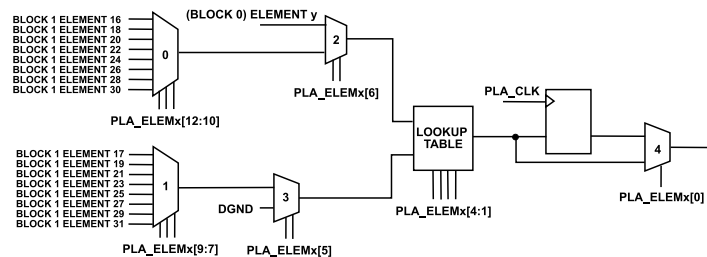 BLOCK 1 ELEMENT 16
BLOCK 1 ELEMENT 18
BLOCK 1 ELEMENT 20
BLOCK 1 ELEMENT 22
BLOCK 1 ELEMENT 24
BLOCK 1 ELEMENT 26
BLOCK 1 ELEMENT 28
BLOCK 1 ELEMENT 30
0
PLA_ELEMx[12:10]
(BLOCK 0) ELEMENT y
2
PLA_ELEMx[6]
BLOCK 1 ELEMENT 17
BLOCK 1 ELEMENT 19
BLOCK 1 ELEMENT 21
BLOCK 1 ELEMENT 23
BLOCK 1 ELEMENT 25
BLOCK 1 ELEMENT 27
BLOCK 1 ELEMENT 29
BLOCK 1 ELEMENT 31
1
PLA_ELEMx[9:7]
3
DGND
PLA_ELEMx[5]
LOOKUP
TABLE
PLA_ELEMx[4:1]
PLA_CLK
4
PLA_ELEMx[0]